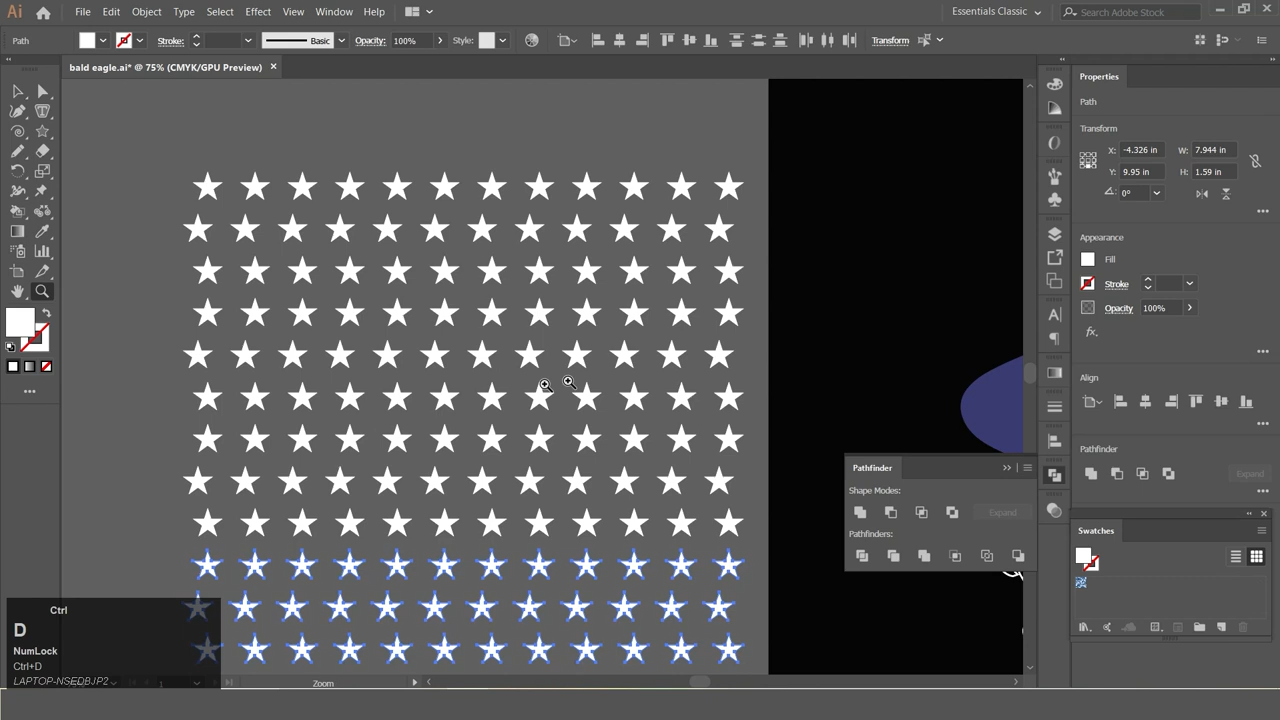 Ai File Edit Object Type Select Effect View Window Help Essentials Classic Search Adobe Stock
Path Stroke: Basic Opacity: 100% Style: Transform
bald eagle.ai* @ 75% (CMYK/GPU Preview) ×
Properties
Path
Transform
X: -4.326 in W: 7.944 in
Y: 9.95 in H: 1.59 in
0°
Appearance
Fill
Stroke
Opacity 100%
fx.
Align
Pathfinder
Expand
Pathfinder
Shape Modes:
Expand
Pathfinders:
Swatches
Ctrl
D
NumLock
Ctrl+D
LAPTOP-NSEDBJP2
1 Zoom